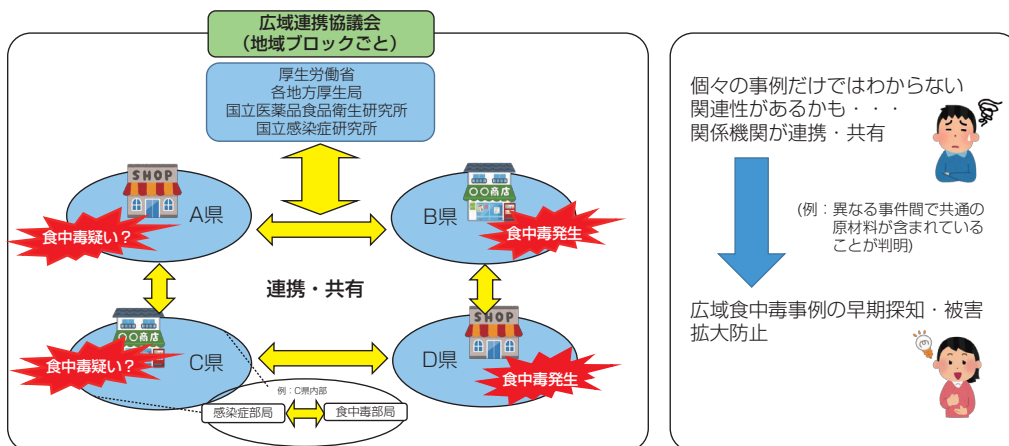 広域連携協議会
（地域ブロックごと）
厚生労働省
各地方厚生局
国立医薬品食品衛生研究所
国立感染症研究所
SHOP
A県
食中毒疑い？
〇〇商店
B県
食中毒発生
連携・共有
〇〇商店
C県
食中毒疑い？
SHOP
D県
食中毒発生
例：C県内部
感染症部局
食中毒部局
個々の事例だけではわからない
関連性があるかも・・・
関係機関が連携・共有
(例：異なる事件間で共通の
原材料が含まれている
ことが判明)
広域食中毒事例の早期探知・被害
拡大防止